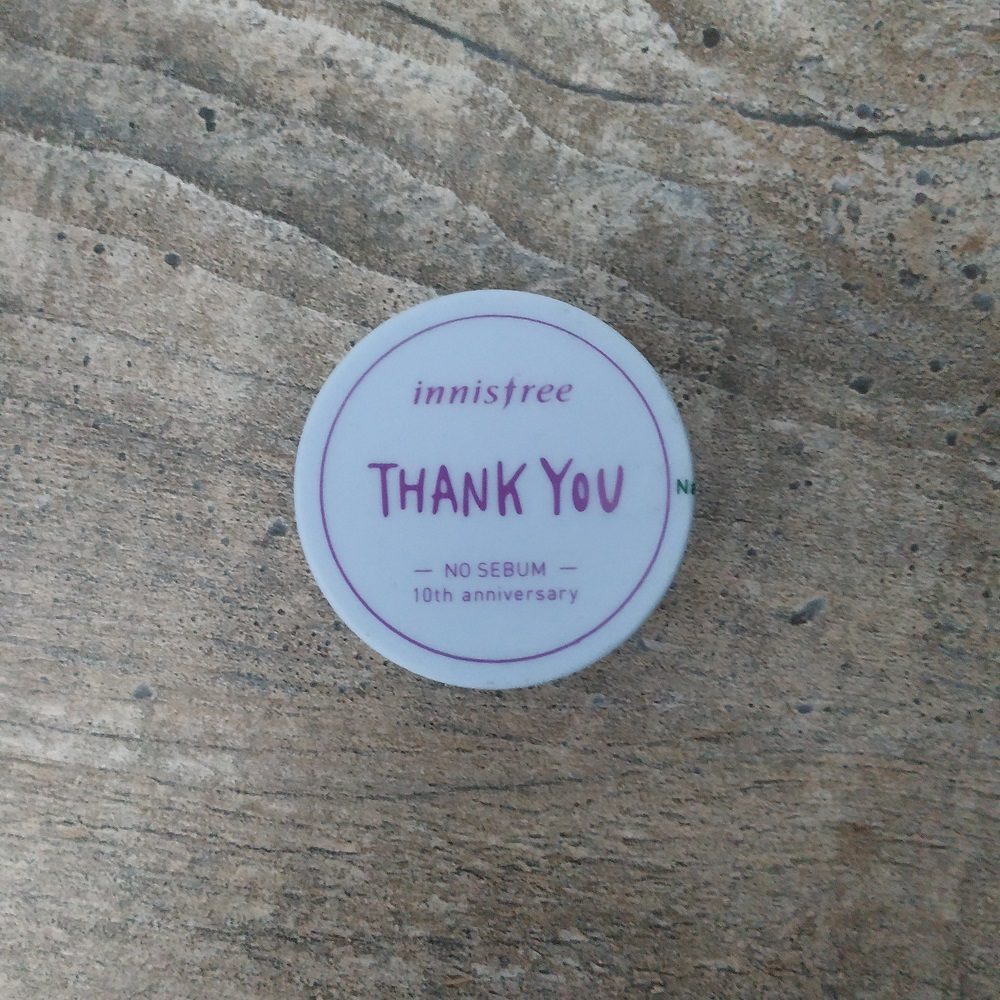 innisfree
THANK YOU
— NO SEBUM —
10th anniversary